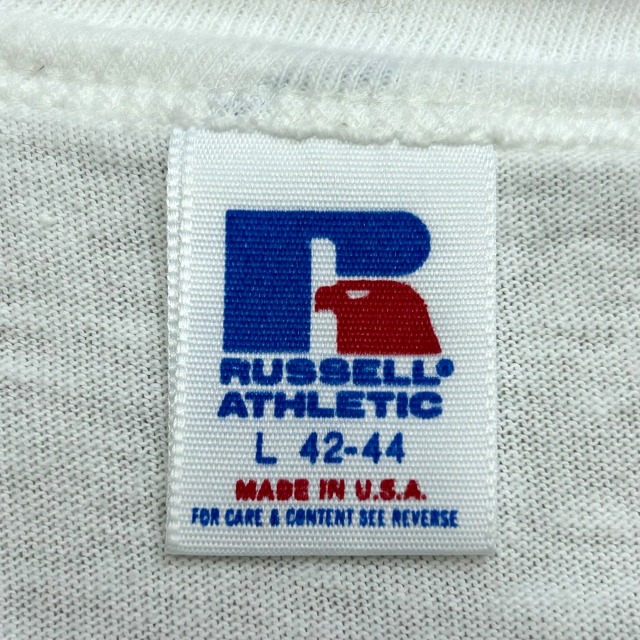 RUSSELL®
ATHLETIC
L 42-44
MADE IN U.S.A.
FOR CARE & CONTENT SEE REVERSE